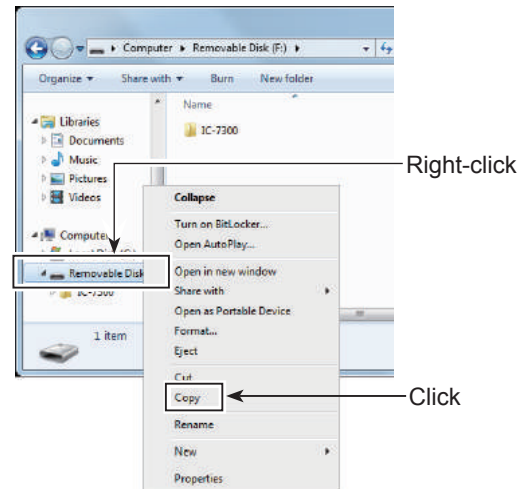 Computer ▸ Removable Disk (F:) ▸
Organize ▾ Share with ▾ Burn New folder
Name
Libraries
Documents
Music
Pictures
Videos
IC-7300
Right-click
Computer
Removable Disk
1 item
Collapse
Turn on BitLocker...
Open AutoPlay...
Open in new window
Share with
Open as Portable Device
Format...
Eject
Cut
Copy
Click
Rename
New
Properties